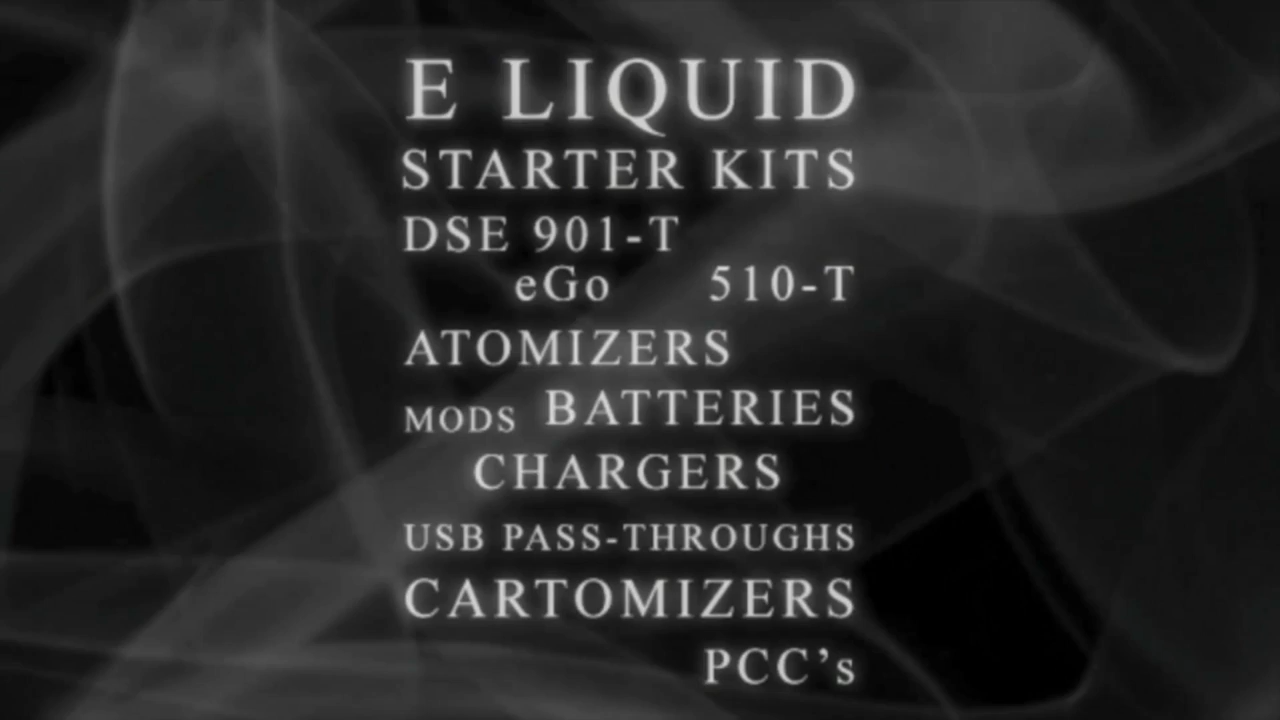 E LIQUID
STARTER KITS
DSE 901-T
eGo 510-T
ATOMIZERS
MODS BATTERIES
CHARGERS
USB PASS-THROUGHS
CARTOMIZERS
PCC's